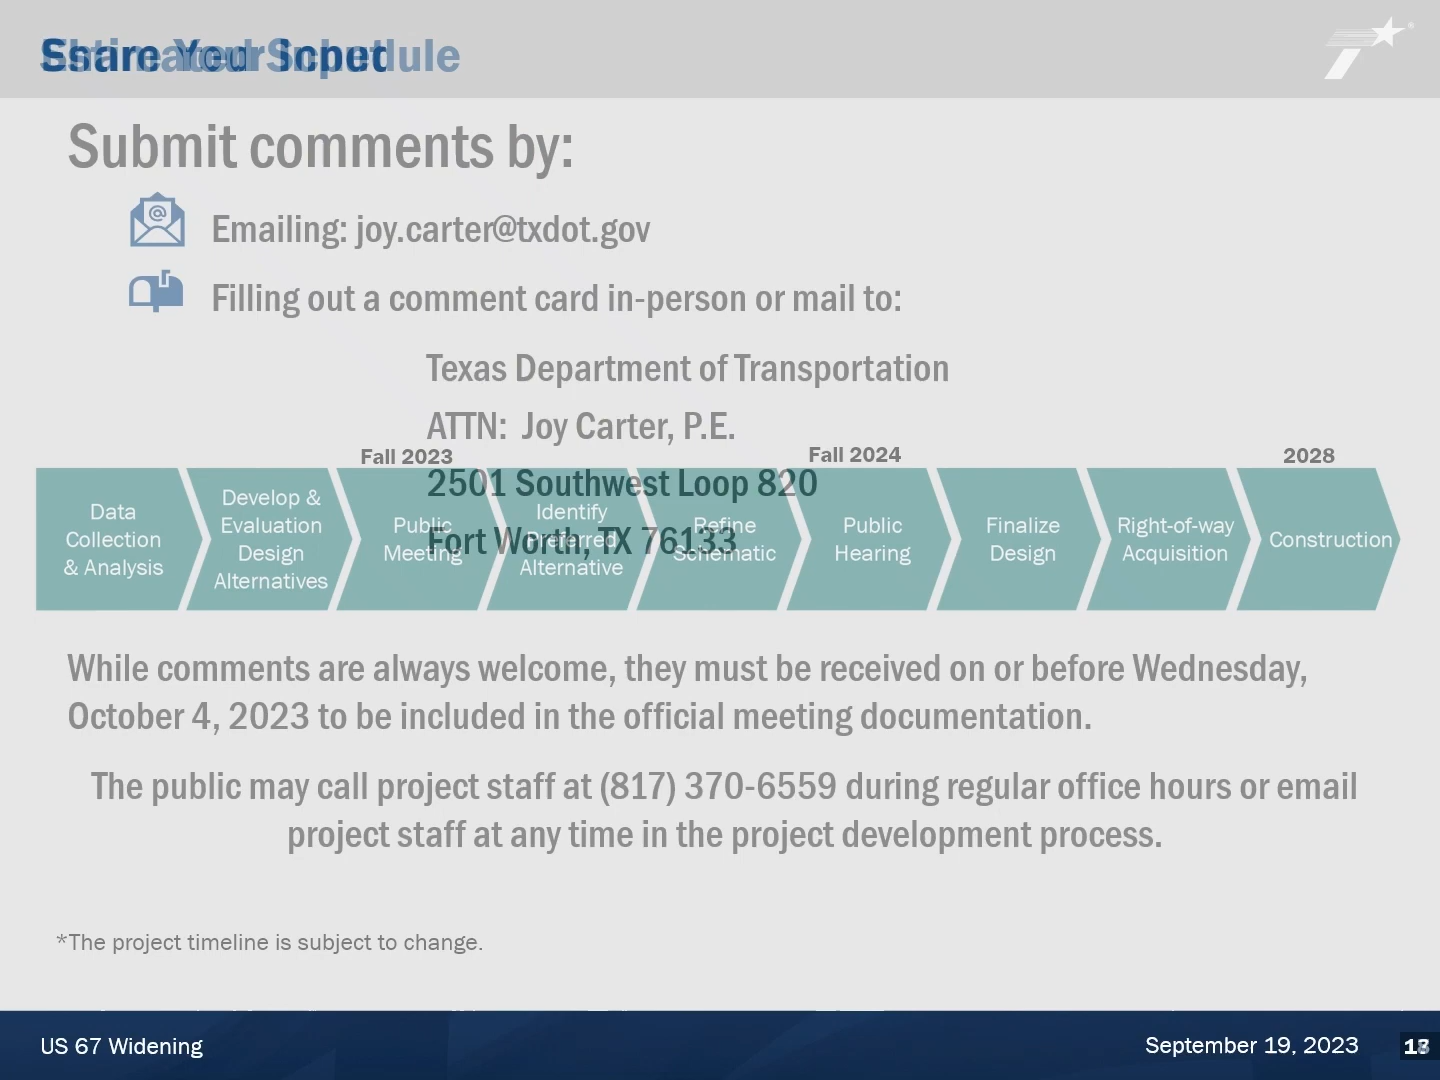 Share Your Input
Estimated Schedule
Submit comments by:
Emailing: joy.carter@txdot.gov
Filling out a comment card in-person or mail to:
Texas Department of Transportation
ATTN: Joy Carter, P.E.
2501 Southwest Loop 820
Fort Worth, TX 76133
Fall 2023
Fall 2024
2028
Data
Collection
& Analysis
Develop &
Evaluation
Design
Alternatives
Public
Meeting
Identify
Preferred
Alternative
Refine
Schematic
Public
Hearing
Finalize
Design
Right-of-way
Acquisition
Construction
While comments are always welcome, they must be received on or before Wednesday,
October 4, 2023 to be included in the official meeting documentation.
The public may call project staff at (817) 370-6559 during regular office hours or email
project staff at any time in the project development process.
*The project timeline is subject to change.
US 67 Widening
September 19, 2023